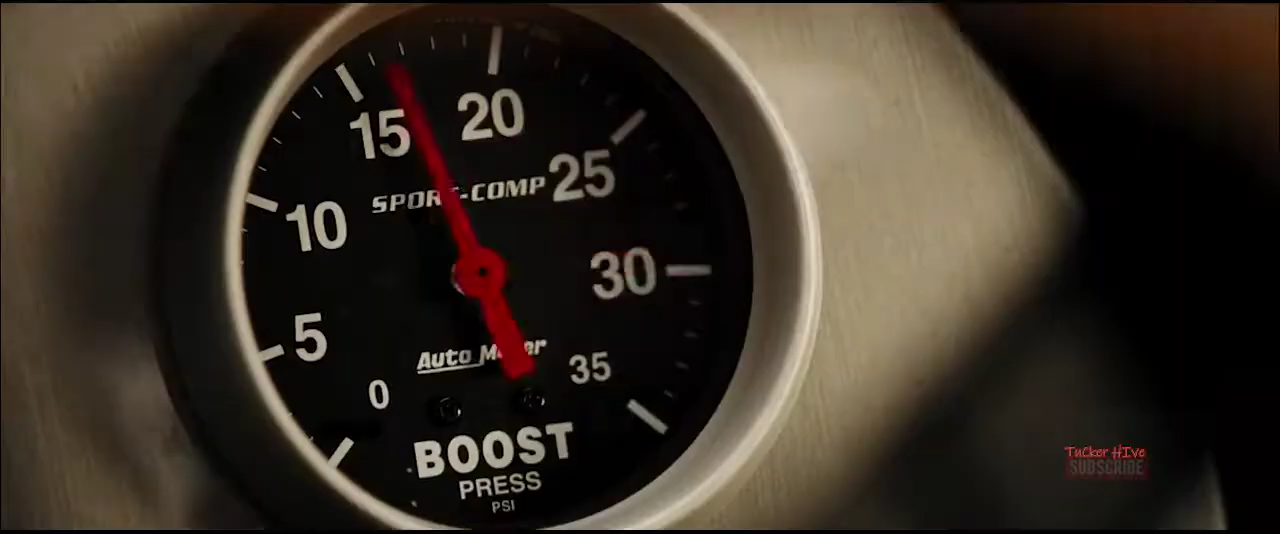 15
20
SPORT-COMP
25
10
30
5
Auto Meter
0
35
BOOST
PRESS
PSI
TuCker HIve
SUBSCRIBE